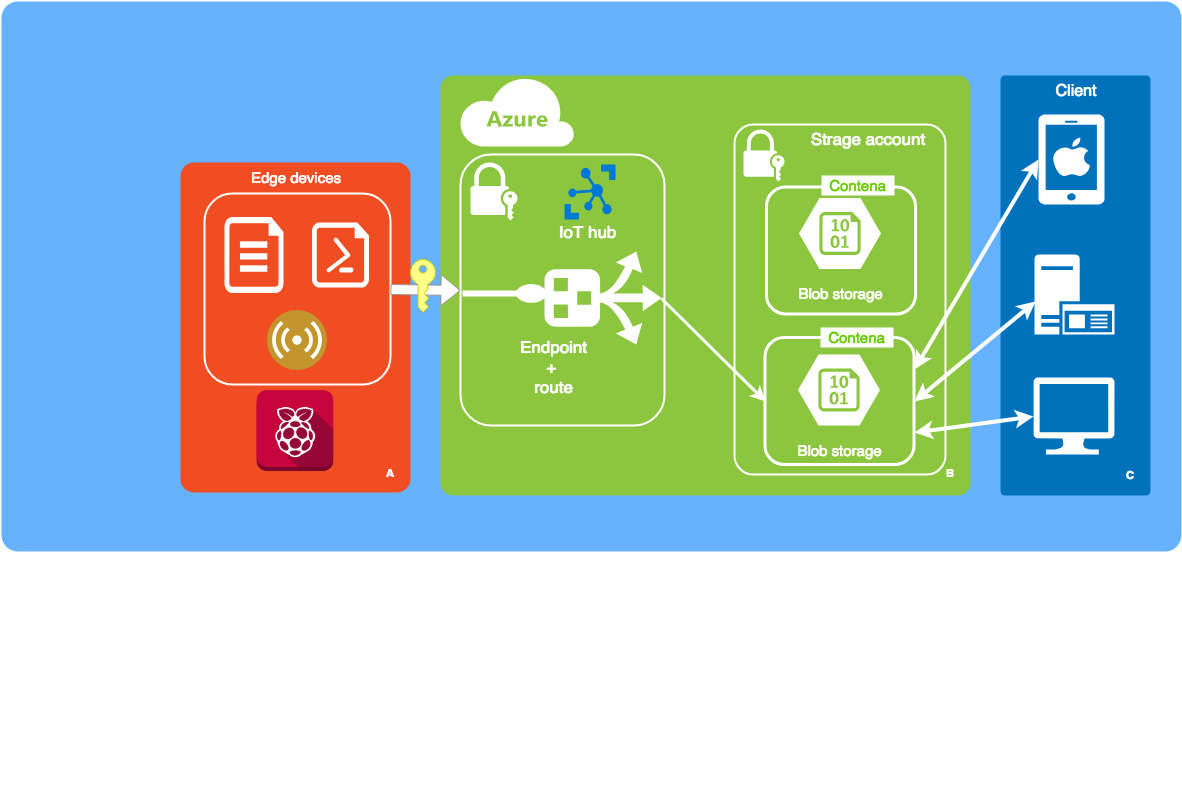 Client
Azure
Strage account
Edge devices
Contena
10
01
IoT hub
Blob storage
Contena
Endpoint
+
route
10
01
Blob storage
A
B
C